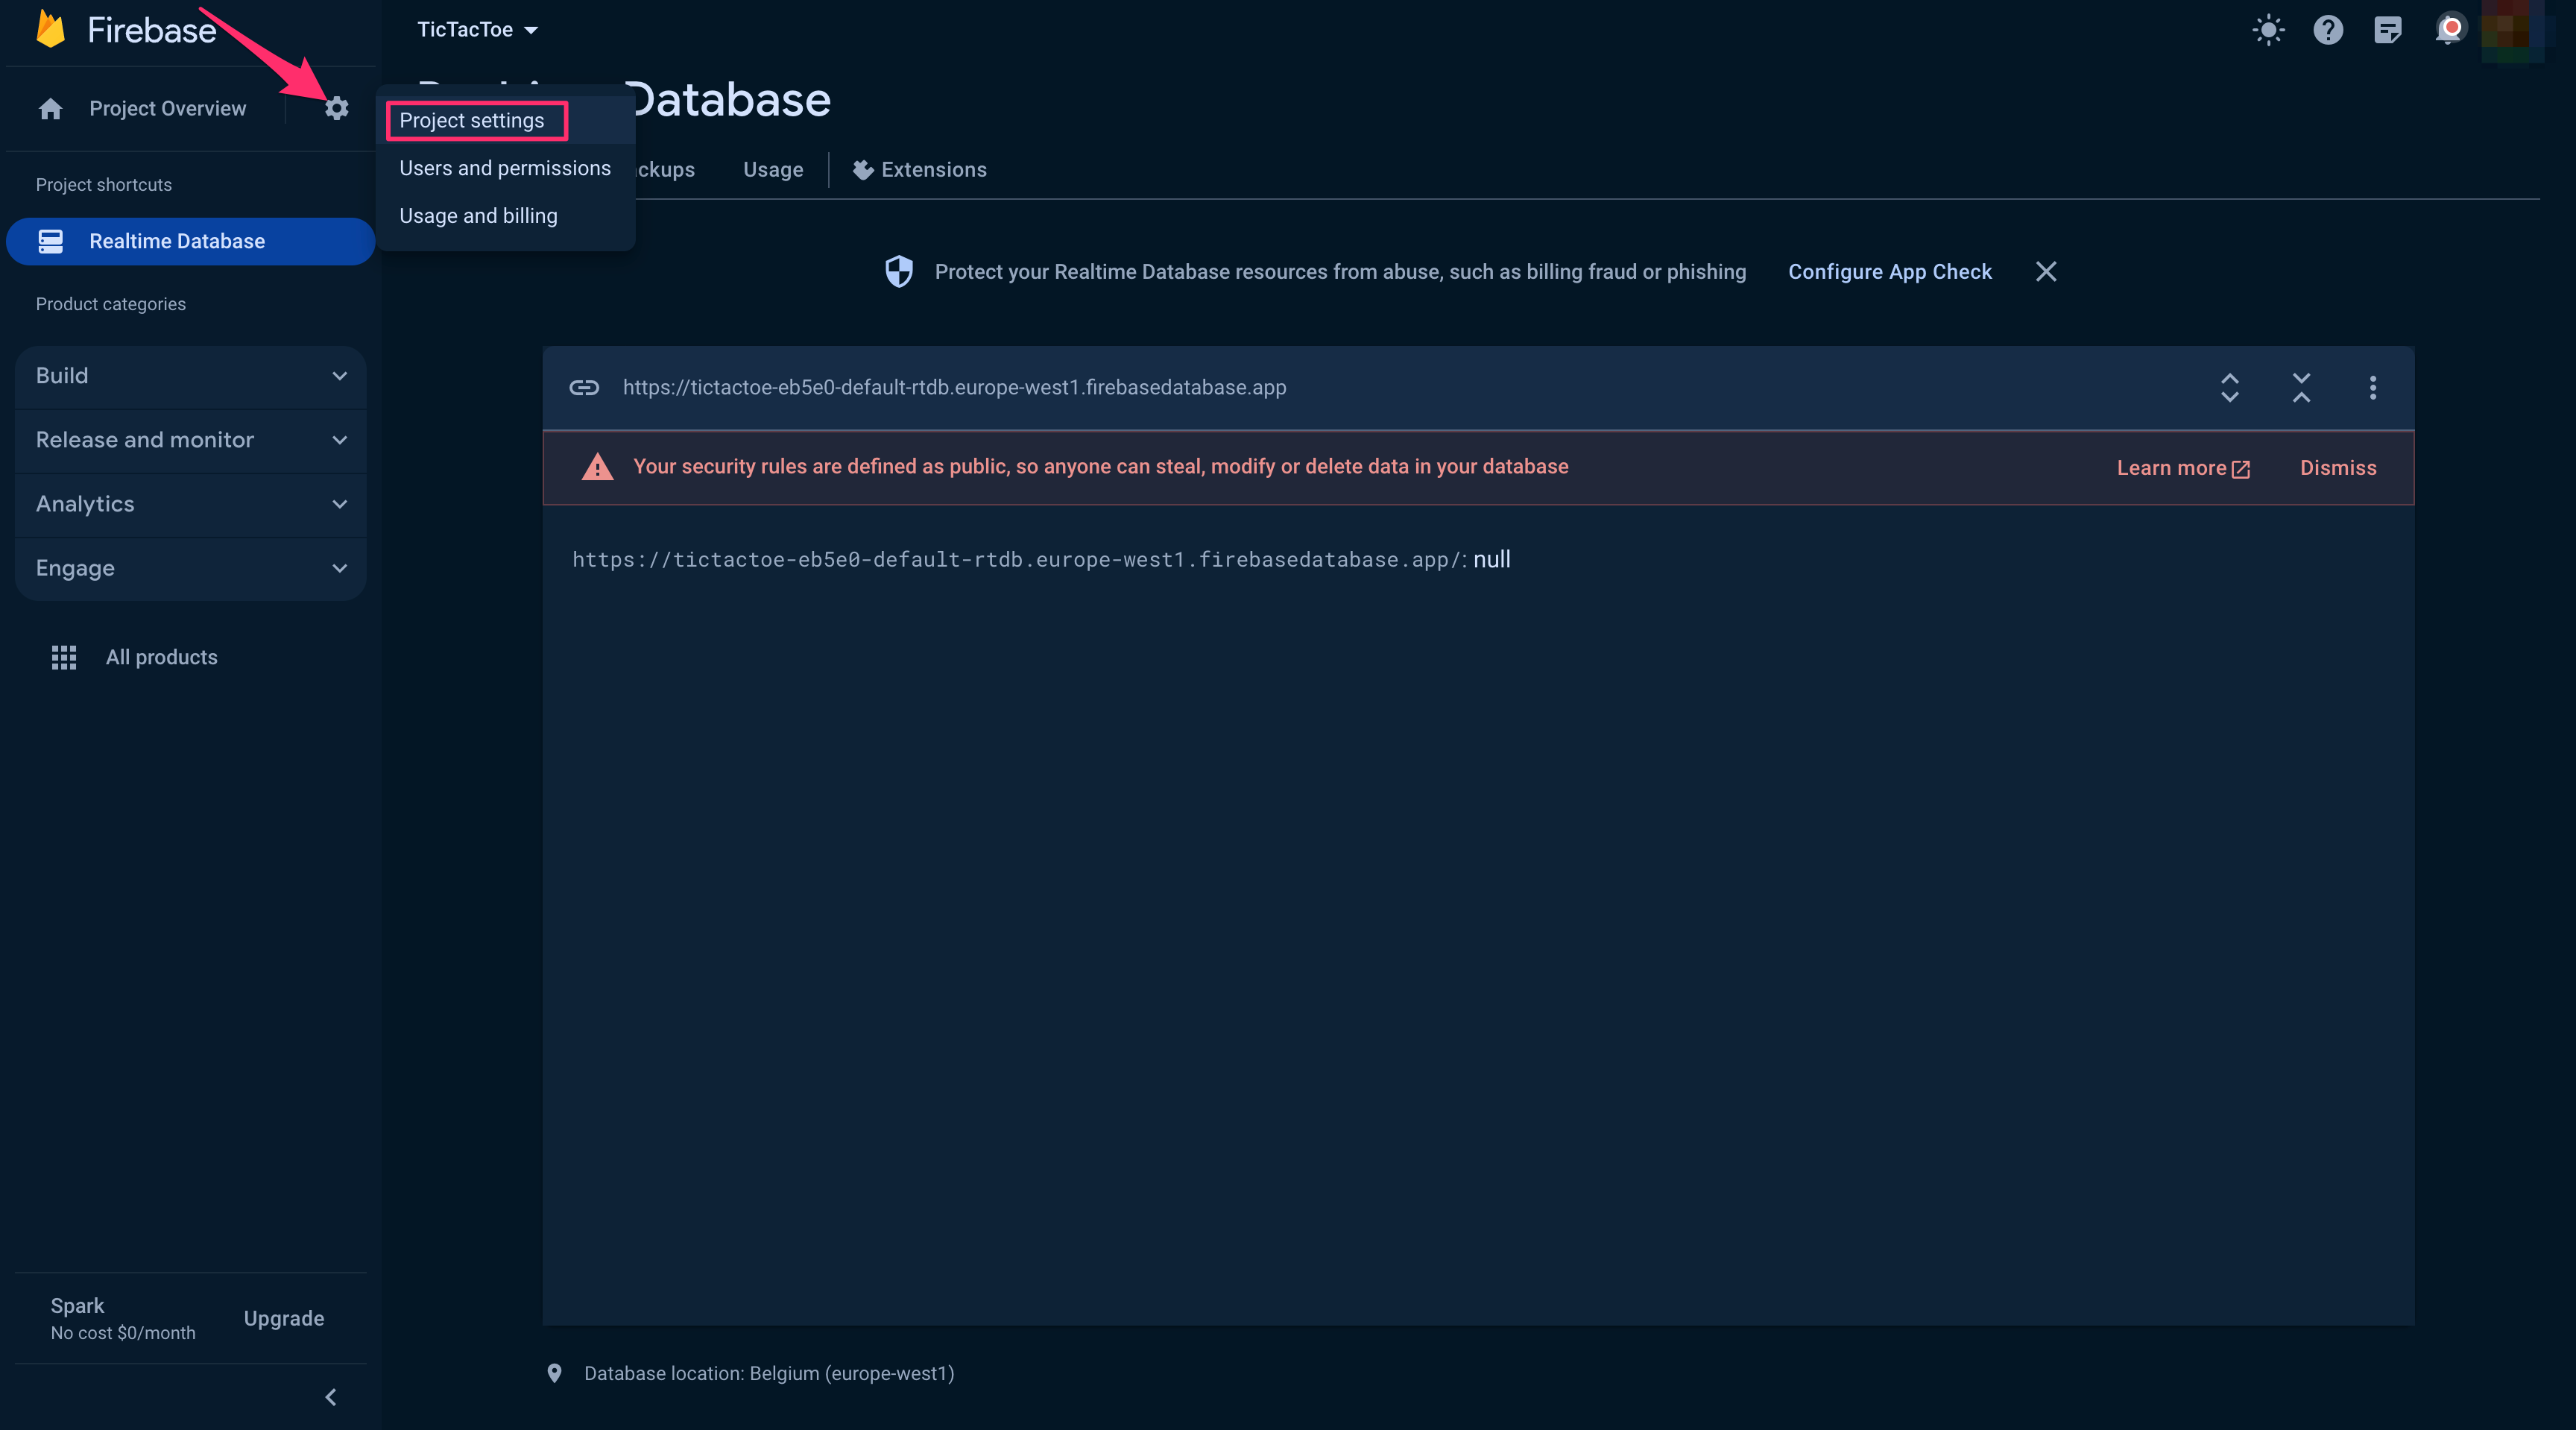 Firebase
TicTacToe
Project Overview
Database
Project settings
Users and permissions
Usage and billing
ckups
Usage
Extensions
Project shortcuts
Realtime Database
Product categories
Build
Release and monitor
Analytics
Engage
All products
Protect your Realtime Database resources from abuse, such as billing fraud or phishing
Configure App Check
https://tictactoe-eb5e0-default-rtdb.europe-west1.firebasedatabase.app
Your security rules are defined as public, so anyone can steal, modify or delete data in your database
Learn more
Dismiss
https://tictactoe-eb5e0-default-rtdb.europe-west1.firebasedatabase.app/: null
Spark
No cost $0/month
Upgrade
Database location: Belgium (europe-west1)